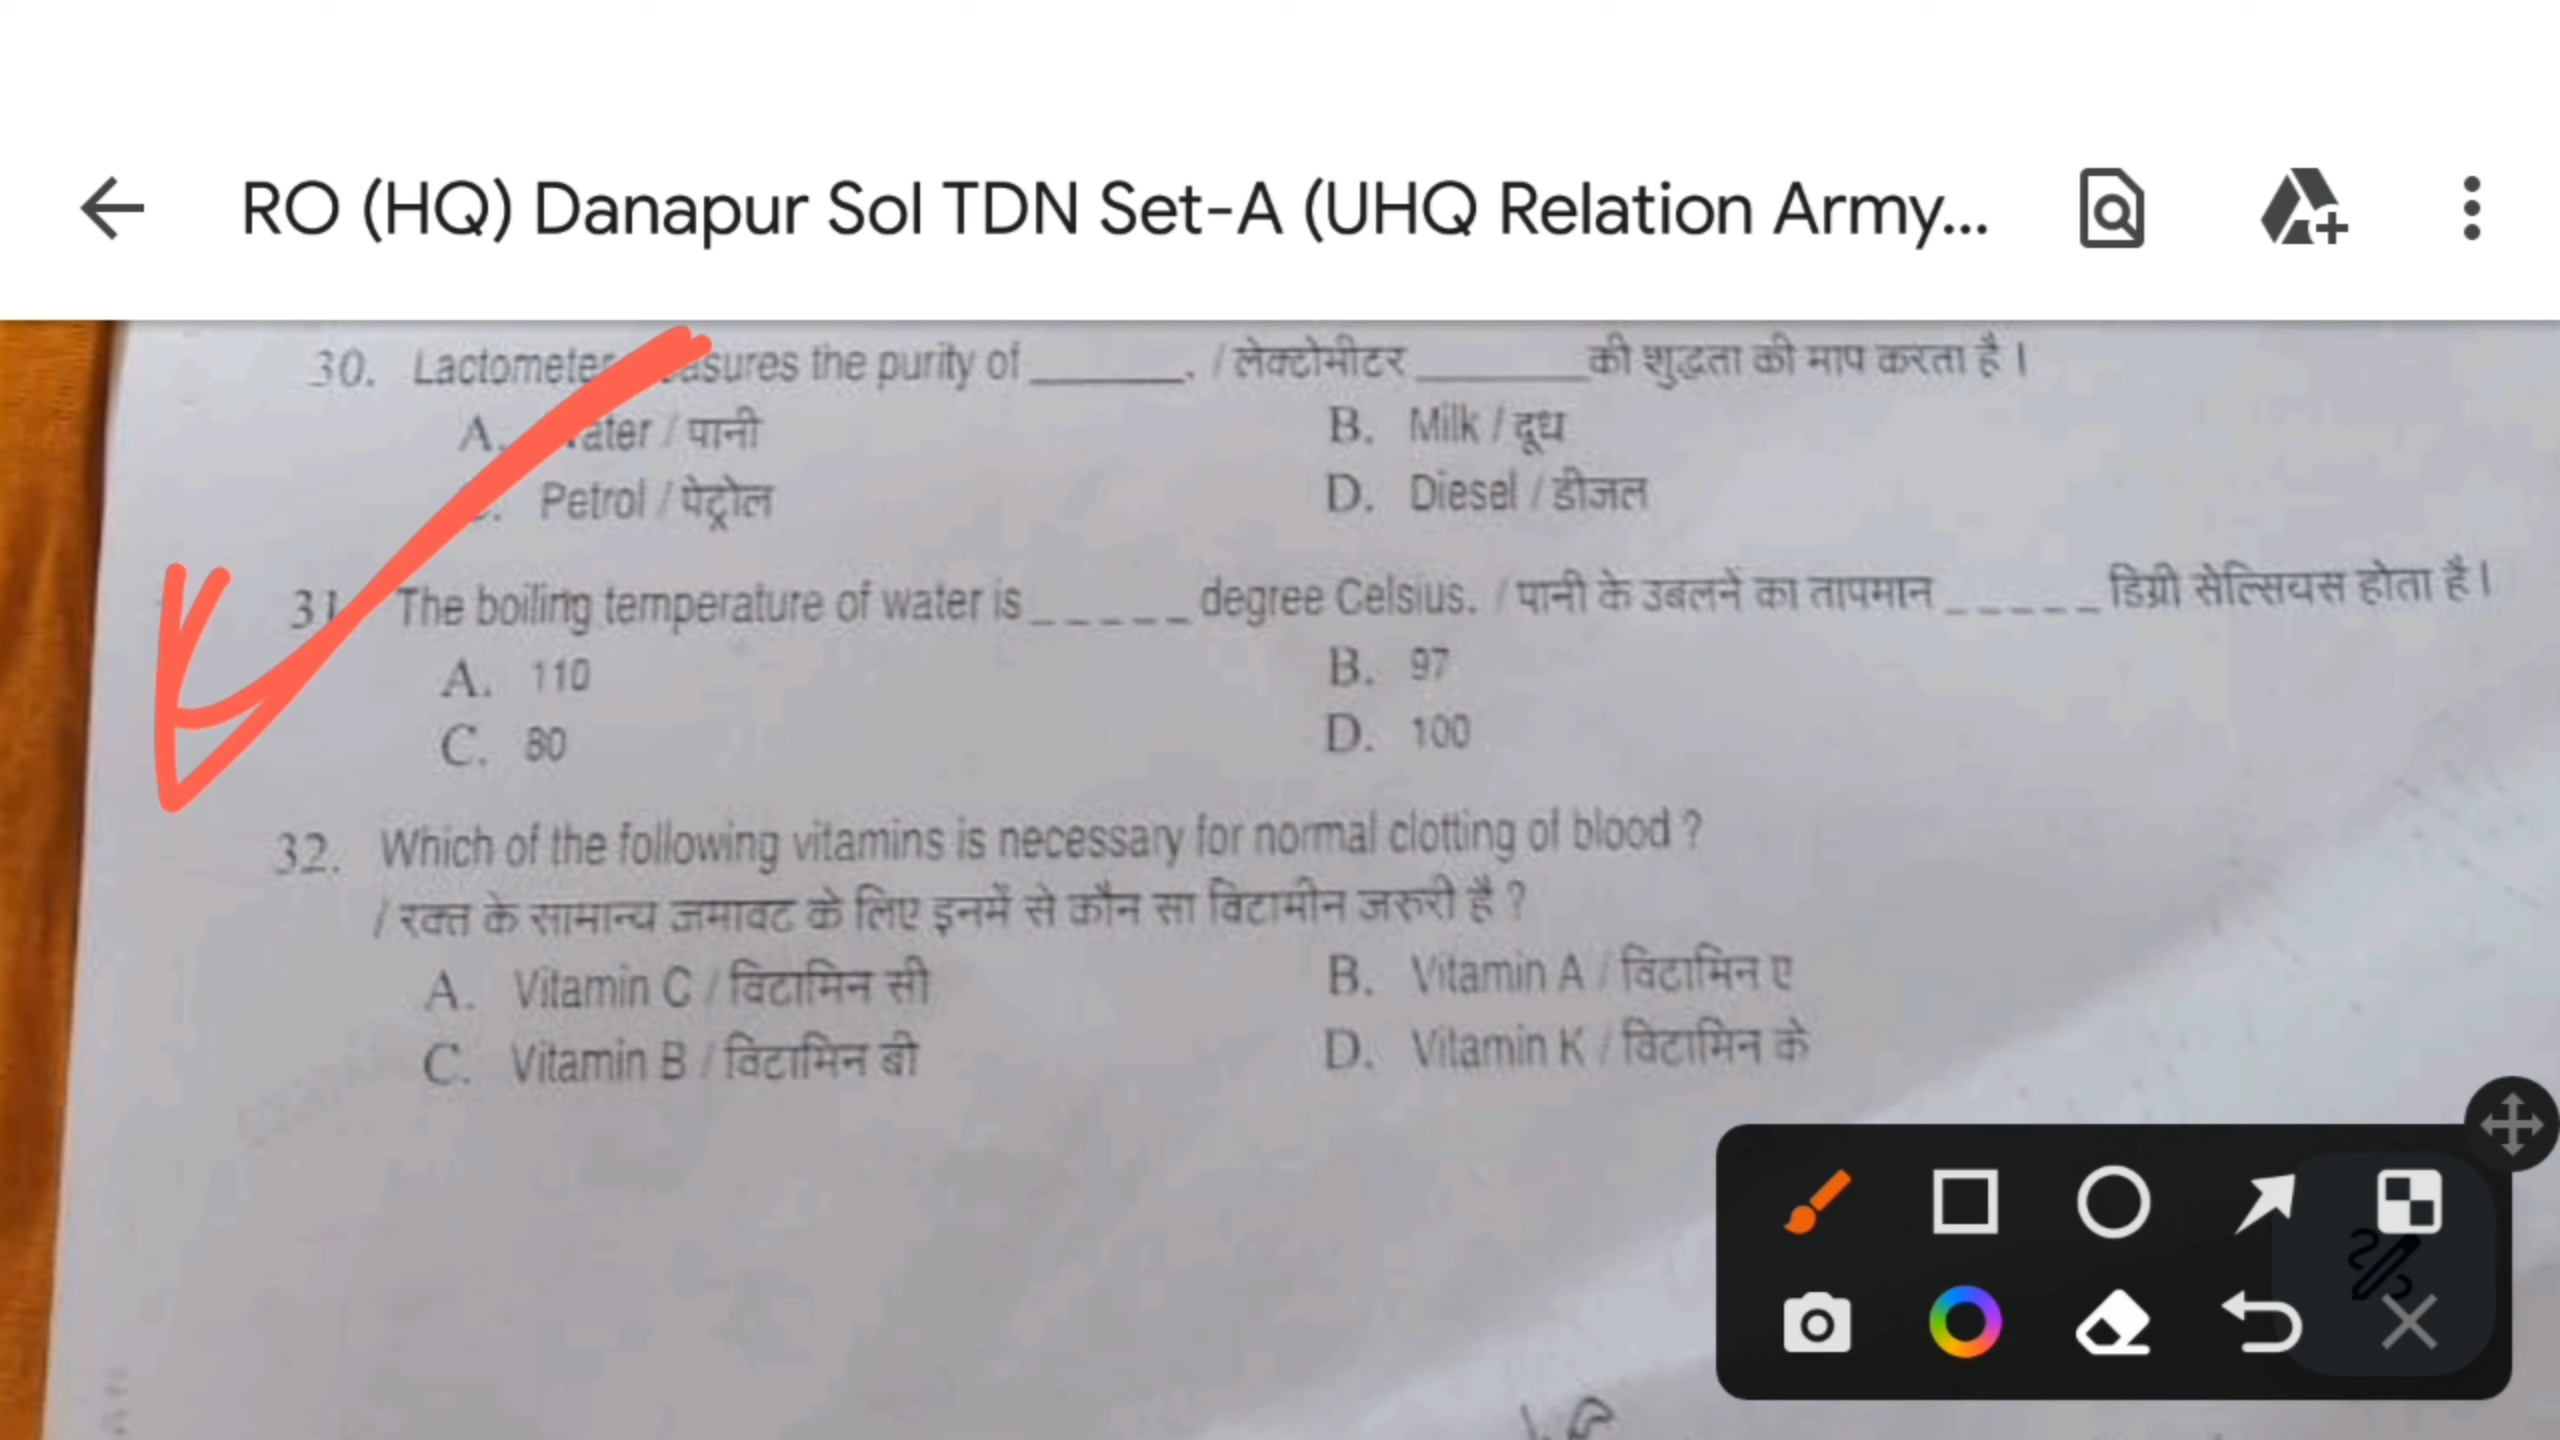 RO (HQ) Danapur Sol TDN Set-A (UHQ Relation Army...
30. Lactometer measures the purity of ______. / लेक्टोमीटर ______ की शुद्धता की माप करता है ।
A. Water / पानी
B. Milk / दूध
C. Petrol / पेट्रोल
D. Diesel / डीजल
31. The boiling temperature of water is ______ degree Celsius. / पानी के उबलने का तापमान _____ डिग्री सेल्सियस होता है ।
A. 110
B. 97
C. 80
D. 100
32. Which of the following vitamins is necessary for normal clotting of blood ?
/ रक्त के सामान्य जमावट के लिए इनमें से कौन सा विटामीन जरुरी है ?
A. Vitamin C / विटामिन सी
B. Vitamin A / विटामिन ए
C. Vitamin B / विटामिन बी
D. Vitamin K / विटामिन के